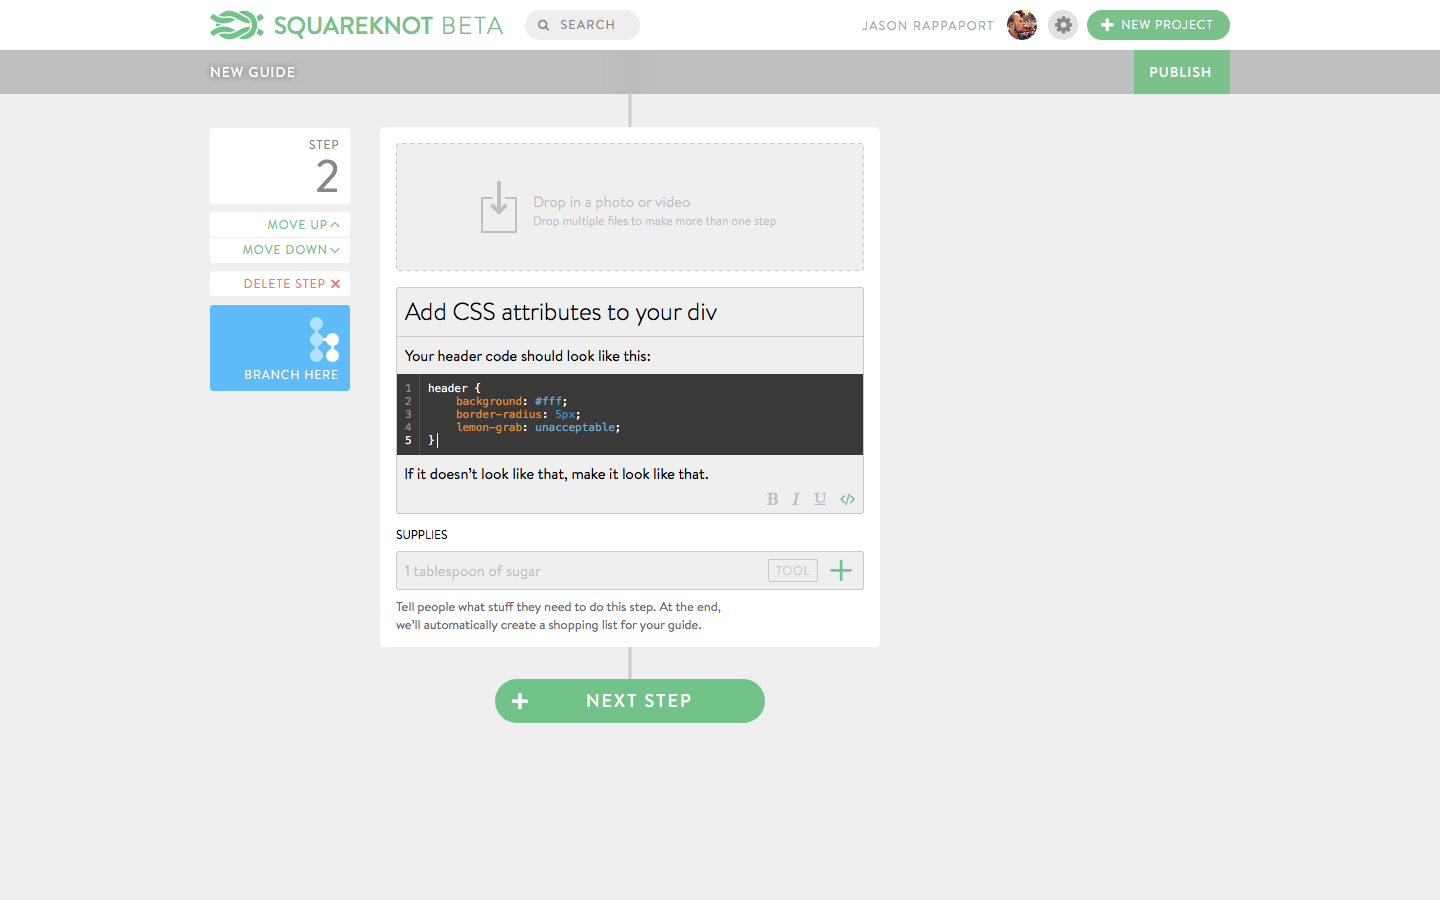 SQUAREKNOT BETA
SEARCH
JASON RAPPAPORT
NEW PROJECT
NEW GUIDE
PUBLISH
STEP
2
MOVE UP
MOVE DOWN
DELETE STEP
BRANCH HERE
Drop in a photo or video
Drop multiple files to make more than one step
Add CSS attributes to your div
Your header code should look like this:
1 header {
2     background: #fff;
3     border-radius: 5px;
4     lemon-grab: unacceptable;
5 }
If it doesn't look like that, make it look like that.
B I U </>
SUPPLIES
1 tablespoon of sugar
TOOL
Tell people what stuff they need to do this step. At the end,
we'll automatically create a shopping list for your guide.
NEXT STEP